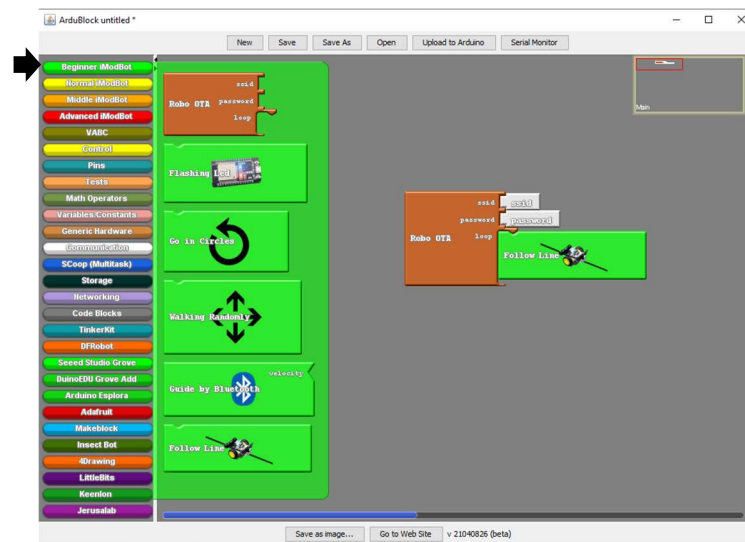 ArduBlock untitled *
New Save Save As Open Upload to Arduino Serial Monitor
Beginner iModBot
Normal iModBot
Middle iModBot
Advanced iModBot
VABC
Control
Pins
Tests
Math Operators
Variables/Constants
Generic Hardware
Communication
SCoop (Multitask)
Storage
Networking
Code Blocks
TinkerKit
DFRobot
Seeed Studio Grove
DuinoEDU Grove Add
Arduino Esplora
Adafruit
Makeblock
Insect Bot
4Drawing
LittleBits
Keenlon
Jerusalab
ssid
password
Robo OTA
loop
Flashing Led
Go in Circles
Walking Randomly
velocity
Guide by Bluetooth
Follow Line
ssid ssid
password password
Robo OTA loop
Follow Line
Main
Save as image... Go to Web Site v 21040826 (beta)